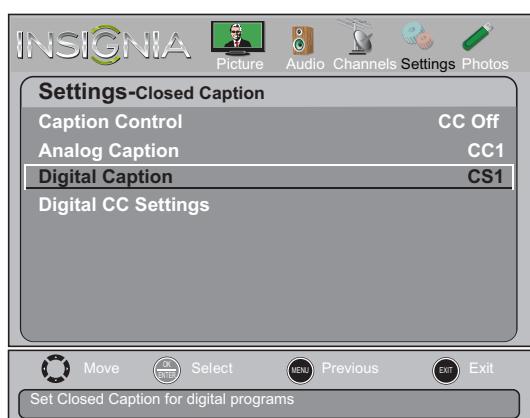 INSIGNIA
Picture Audio Channels Settings Photos
Settings-Closed Caption
Caption Control CC Off
Analog Caption CC1
Digital Caption CS1
Digital CC Settings
Move OK ENTER Select MENU Previous EXIT Exit
Set Closed Caption for digital programs